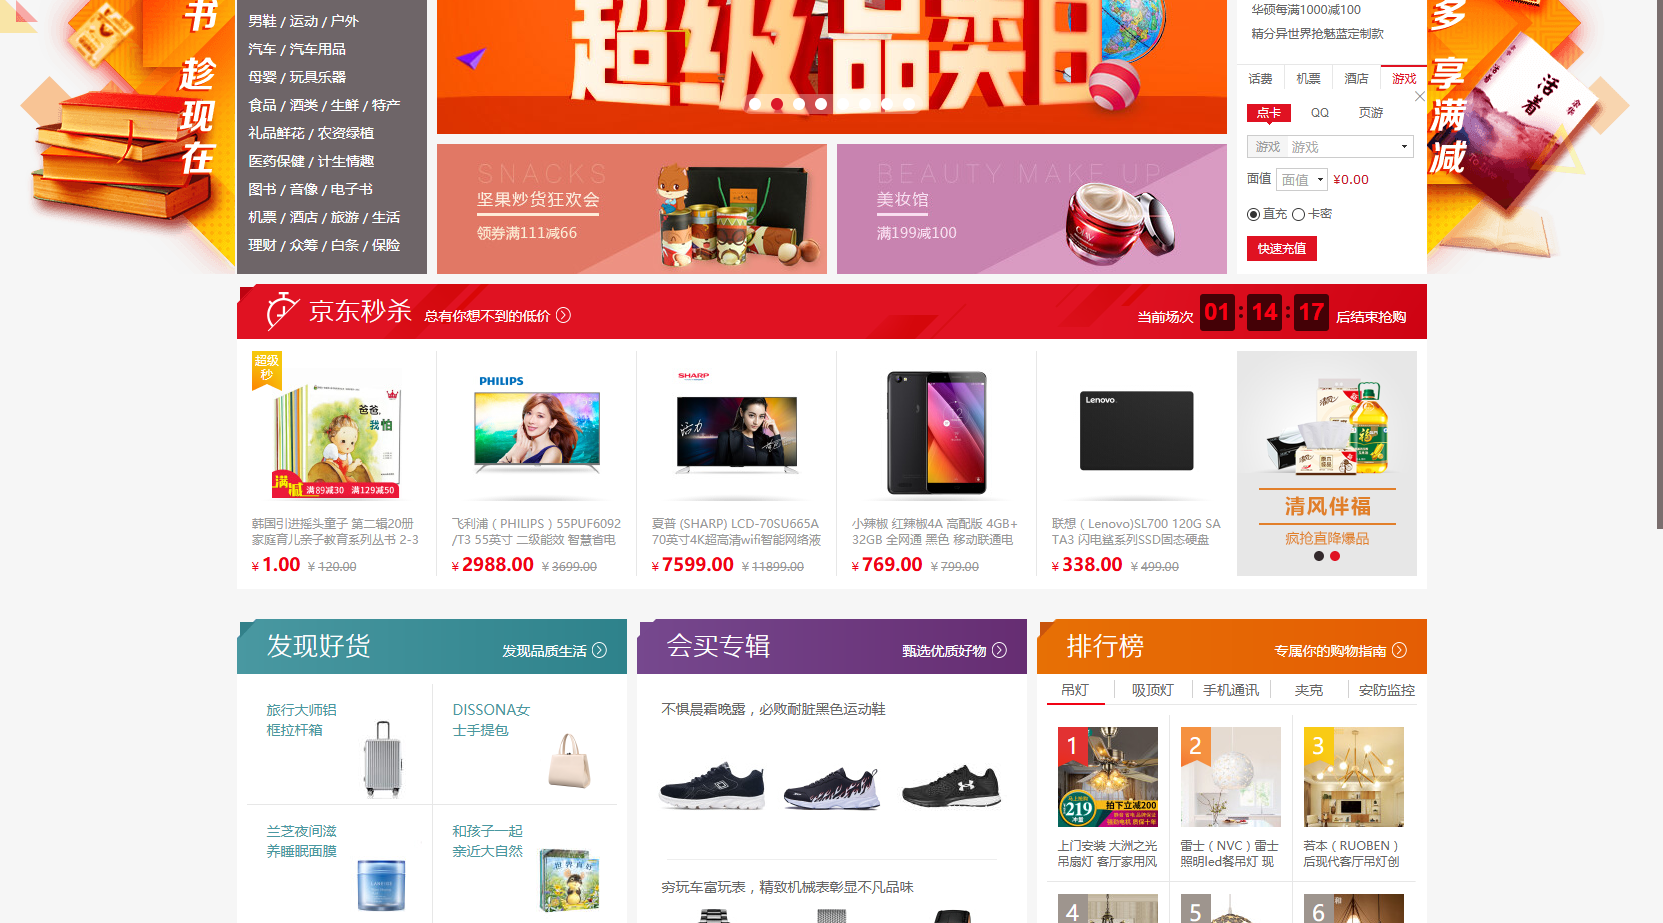 书
趁
现
在
男鞋 / 运动 / 户外
汽车 / 汽车用品
母婴 / 玩具乐器
食品 / 酒类 / 生鲜 / 特产
礼品鲜花 / 农资绿植
医药保健 / 计生情趣
图书 / 音像 / 电子书
机票 / 酒店 / 旅游 / 生活
理财 / 众筹 / 白条 / 保险
超级品类日
SNACKS
坚果炒货狂欢会
领券满111减66
BEAUTY MAKE UP
美妆馆
满199减100
OLAY
华硕每满1000减100
精分异世界抢魅蓝定制款
话费 机票 酒店 游戏
点卡 QQ 页游
游戏 游戏
面值 面值 ¥0.00
直充 卡密
快速充值
多
享
满
减
活着
余华
京东秒杀 总有你想不到的低价
当前场次 01 : 14 : 17 后结束抢购
超级
秒
爸爸,
我怕
满减 满89减30 满129减50
韩国引进摇头童子 第二辑20册
家庭育儿亲子教育系列丛书 2-3
¥ 1.00 ¥ 120.00
PHILIPS
飞利浦（PHILIPS）55PUF6092
/T3 55英寸 二级能效 智慧省电
¥ 2988.00 ¥ 3699.00
SHARP
夏普 (SHARP) LCD-70SU665A
70英寸4K超高清wifi智能网络液
¥ 7599.00 ¥ 11899.00
小辣椒 红辣椒4A 高配版 4GB+
32GB 全网通 黑色 移动联通电
¥ 769.00 ¥ 799.00
Lenovo
联想（Lenovo)SL700 120G SA
TA3 闪电鲨系列SSD固态硬盘
¥ 338.00 ¥ 499.00
清风伴福
疯抢直降爆品
发现好货 发现品质生活
旅行大师铝
框拉杆箱
DISSONA女
士手提包
兰芝夜间滋
养睡眠面膜
LANEIGE
和孩子一起
亲近大自然
世界真好
会买专辑 甄选优质好物
不惧晨霜晚露，必败耐脏黑色运动鞋
穷玩车富玩表，精致机械表彰显不凡品味
排行榜 专属你的购物指南
吊灯 吸顶灯 手机通讯 夹克 安防监控
1
马上抢购
219
拍下立减200
上门安装 大洲之光
吊扇灯 客厅家用风
2
雷士（NVC）雷士
照明led餐吊灯 现
3
若本（RUOBEN）
后现代客厅吊灯创
4
5
6